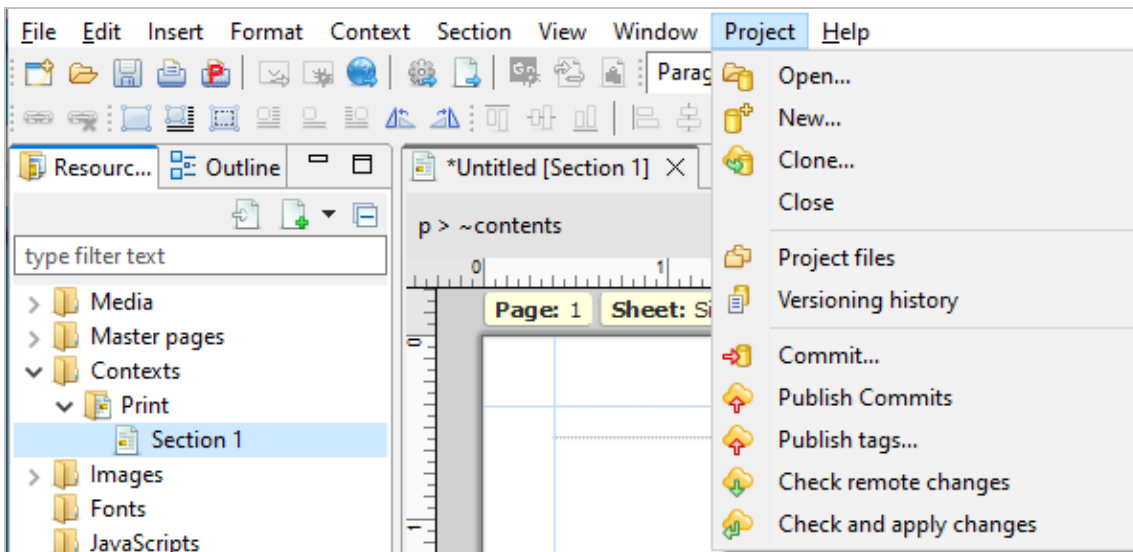 File Edit Insert Format Context Section View Window Project Help
Parag
Resourc... Outline
type filter text
Media
Master pages
Contexts
Print
Section 1
Images
Fonts
JavaScripts
*Untitled [Section 1]
p > ~contents
0 1
Page: 1 Sheet: Si
0
1
Open...
New...
Clone...
Close
Project files
Versioning history
Commit...
Publish Commits
Publish tags...
Check remote changes
Check and apply changes